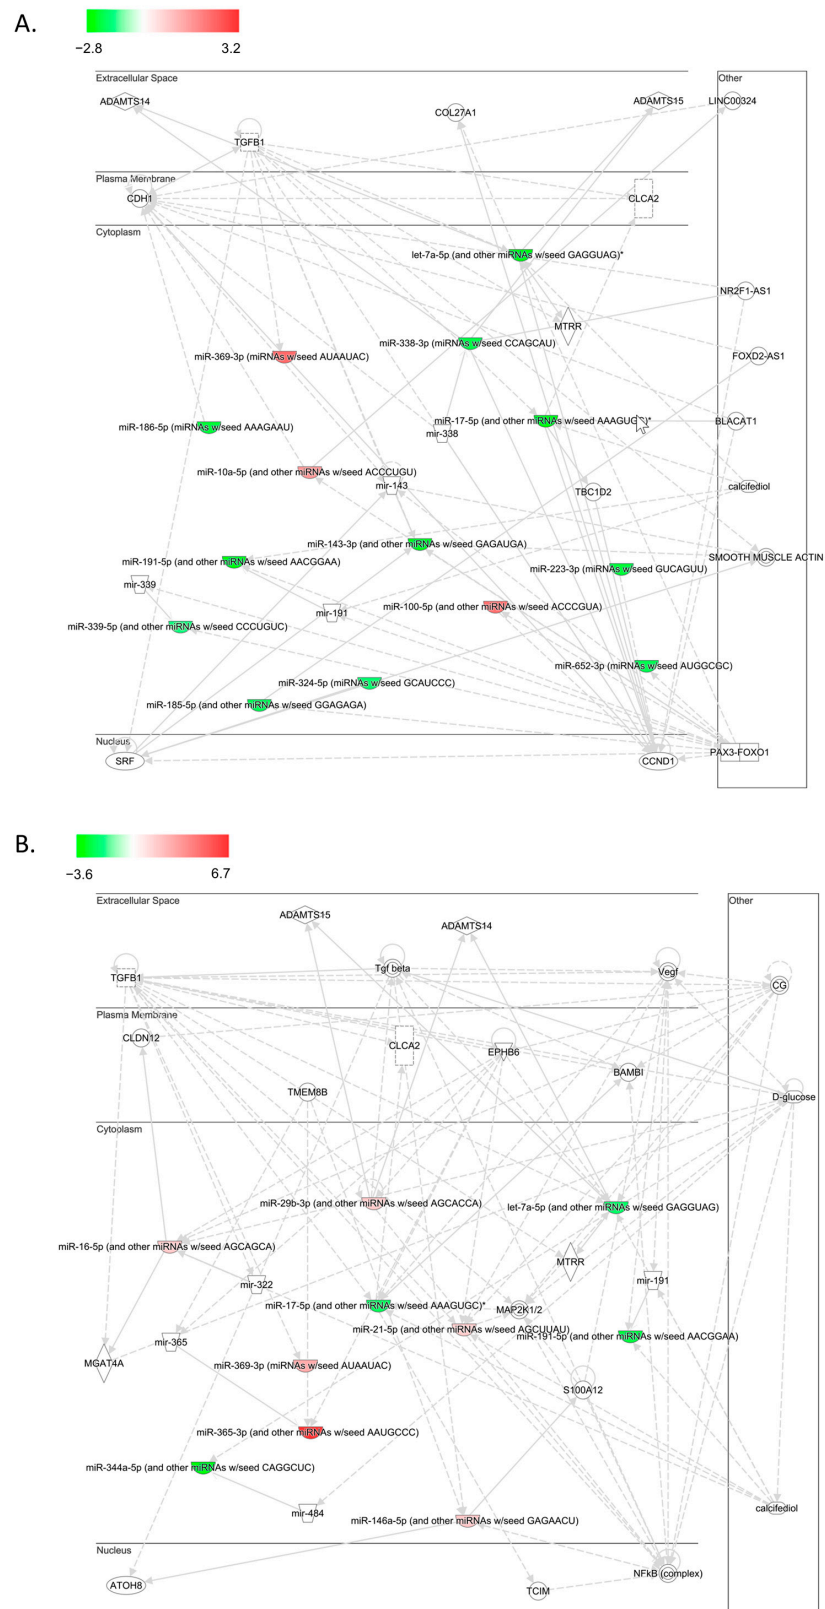 A.
−2.8
3.2
Extracellular Space
Other
ADAMTS14
ADAMTS15
LINC00324
COL27A1
TGFB1
Plasma Membrane
CDH1
CLCA2
Cytoplasm
let-7a-5p (and other miRNAs w/seed GAGGUAG)*
NR2F1-AS1
MTRR
miR-338-3p (miRNAs w/seed CCAGCAU)
miR-369-3p (miRNAs w/seed AUAAUAC)
FOXD2-AS1
miR-17-5p (and other miRNAs w/seed AAAGUGC)*
BLACAT1
miR-186-5p (miRNAs w/seed AAAGAAU)
mir-338
miR-10a-5p (and other miRNAs w/seed ACCCUGU)
mir-143
calcifediol
TBC1D2
miR-143-3p (and other miRNAs w/seed GAGAUGA)
SMOOTH MUSCLE ACTIN
miR-191-5p (and other miRNAs w/seed AACGGAA)
miR-223-3p (miRNAs w/seed GUCAGUU)
mir-339
miR-100-5p (and other miRNAs w/seed ACCCGUA)
mir-191
miR-339-5p (and other miRNAs w/seed CCCUGUC)
miR-652-3p (miRNAs w/seed AUGGCGC)
miR-324-5p (miRNAs w/seed GCAUCCC)
miR-185-5p (and other miRNAs w/seed GGAGAGA)
Nucleus
PAX3-FOXO1
SRF
CCND1
B.
−3.6
6.7
Extracellular Space
Other
ADAMTS15
ADAMTS14
Tgf beta
Vegf
TGFB1
CG
Plasma Membrane
CLDN12
CLCA2
EPHB6
BAMBI
TMEM8B
D-glucose
Cytoplasm
miR-29b-3p (and other miRNAs w/seed AGCACCA)
let-7a-5p (and other miRNAs w/seed GAGGUAG)
miR-16-5p (and other miRNAs w/seed AGCAGCA)
MTRR
mir-191
mir-322
miR-17-5p (and other miRNAs w/seed AAAGUGC)*
MAP2K1/2
miR-21-5p (and other miRNAs w/seed AGCUUAU)
miR-191-5p (and other miRNAs w/seed AACGGAA)
mir-365
MGAT4A
miR-369-3p (miRNAs w/seed AUAAUAC)
S100A12
miR-365-3p (and other miRNAs w/seed AAUGCCC)
miR-344a-5p (and other miRNAs w/seed CAGGCUC)
mir-484
calcifediol
miR-146a-5p (and other miRNAs w/seed GAGAACU)
Nucleus
NFkB (complex)
ATOH8
TCIM